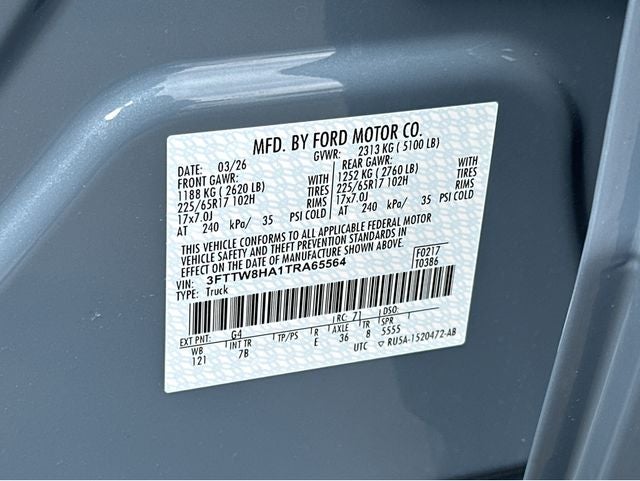 MFD. BY FORD MOTOR CO.
DATE: 03/26 GVWR: 2313 KG ( 5100 LB)
FRONT GAWR: REAR GAWR:
1188 KG ( 2620 LB) WITH 1252 KG ( 2760 LB) WITH
225/65R17 102H TIRES 225/65R17 102H TIRES
17x7.0J RIMS 17x7.0J RIMS
AT 240 kPa/ 35 PSI COLD AT 240 kPa/ 35 PSI COLD
THIS VEHICLE CONFORMS TO ALL APPLICABLE FEDERAL MOTOR
VEHICLE SAFETY AND THEFT PREVENTION STANDARDS IN
EFFECT ON THE DATE OF MANUFACTURE SHOWN ABOVE.
VIN: 3FTTW8HA1TRA65564 F0217
TYPE: Truck T0386
EXT PNT: G4 RC: 71 DSO:
WB INT TR TP/PS R AXLE TR SPR
121 7B E 36 8 5555
UTC RU5A-1520472-AB